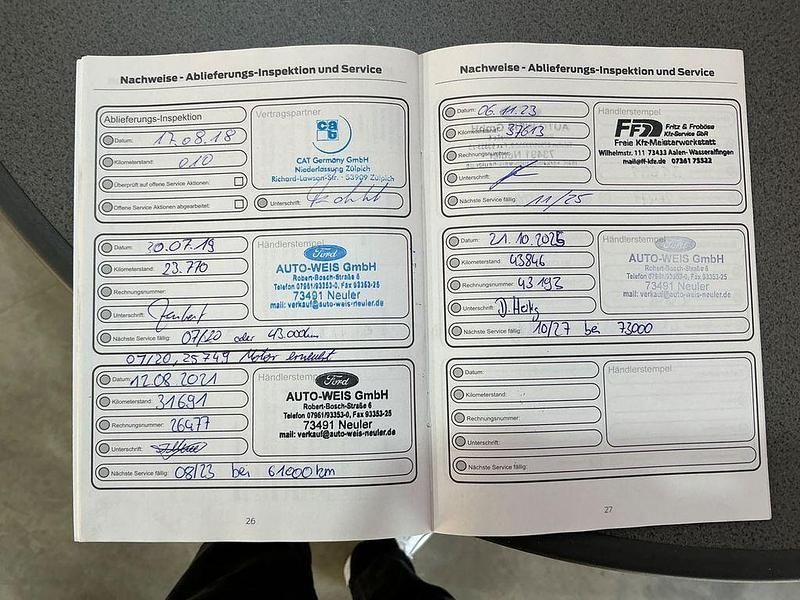 Nachweise - Ablieferungs-Inspektion und Service
Ablieferungs-Inspektion
Datum: 17.08.18
Kilometerstand: 010
Überprüft auf offene Service Aktionen:
Offene Service Aktionen abgearbeitet:
Vertragspartner
CAT Germany GmbH
Niederlassung Zülpich
Richard-Lawson-Str. · 53909 Zülpich
Unterschrift:
Datum: 30.07.19
Kilometerstand: 23.770
Rechnungsnummer:
Unterschrift:
Nächste Service fällig: 07/20 oder 43.000km
Händlerstempel
Ford
AUTO-WEIS GmbH
Robert-Bosch-Straße 6
Telefon 07961/93353-0, Fax 93353-25
73491 Neuler
mail: verkauf@auto-weis-neuler.de
07/20, 25749 Motor erneuert
Datum: 12.08.2021
Kilometerstand: 31691
Rechnungsnummer: 26477
Unterschrift:
Nächste Service fällig: 08/23 bei 61000km
Händlerstempel
Ford
AUTO-WEIS GmbH
Robert-Bosch-Straße 6
Telefon 07961/93353-0, Fax 93353-25
73491 Neuler
mail: verkauf@auto-weis-neuler.de
26
Nachweise - Ablieferungs-Inspektion und Service
Datum: 06.11.23
Kilometerstand: 37613
Rechnungsnummer:
Unterschrift:
Nächste Service fällig: 11/25
Händlerstempel
FF Fritz & Froböse
Kfz-Service GbR
Freie Kfz-Meisterwerkstatt
Wilhelmstr. 111 73433 Aalen-Wasseralfingen
mail@ff-kfz.de 07361 75522
Datum: 21.10.2025
Kilometerstand: 43846
Rechnungsnummer: 43193
Unterschrift:
Nächste Service fällig: 10/27 bei 73000
Händlerstempel
Ford
AUTO-WEIS GmbH
Robert-Bosch-Straße 6
Telefon 07961/93353-0, Fax 93353-25
73491 Neuler
mail: verkauf@auto-weis-neuler.de
Datum:
Kilometerstand:
Rechnungsnummer:
Unterschrift:
Nächste Service fällig:
Händlerstempel
27